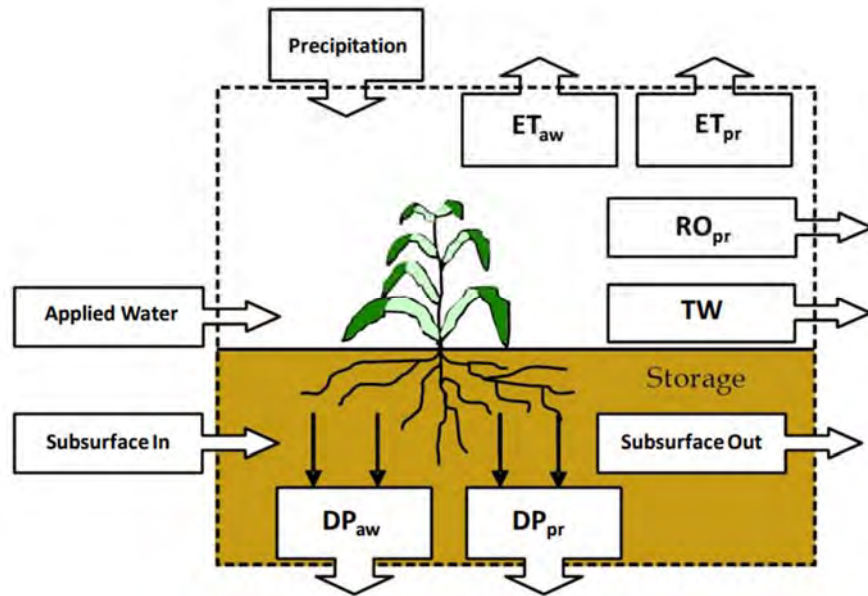 Precipitation
ETaw
ETpr
ROpr
Applied Water
TW
Storage
Subsurface In
Subsurface Out
DPaw
DPpr